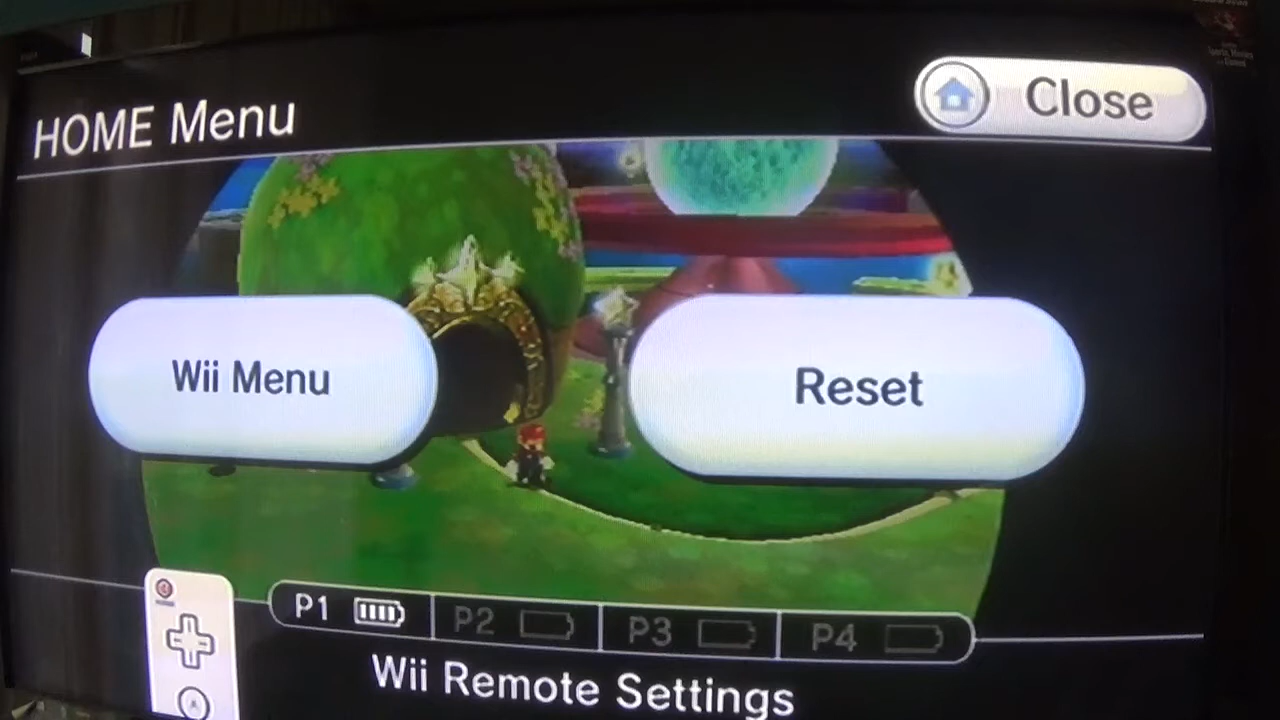 HOME Menu
Close
Wii Menu
Reset
P1 P2 P3 P4
Wii Remote Settings